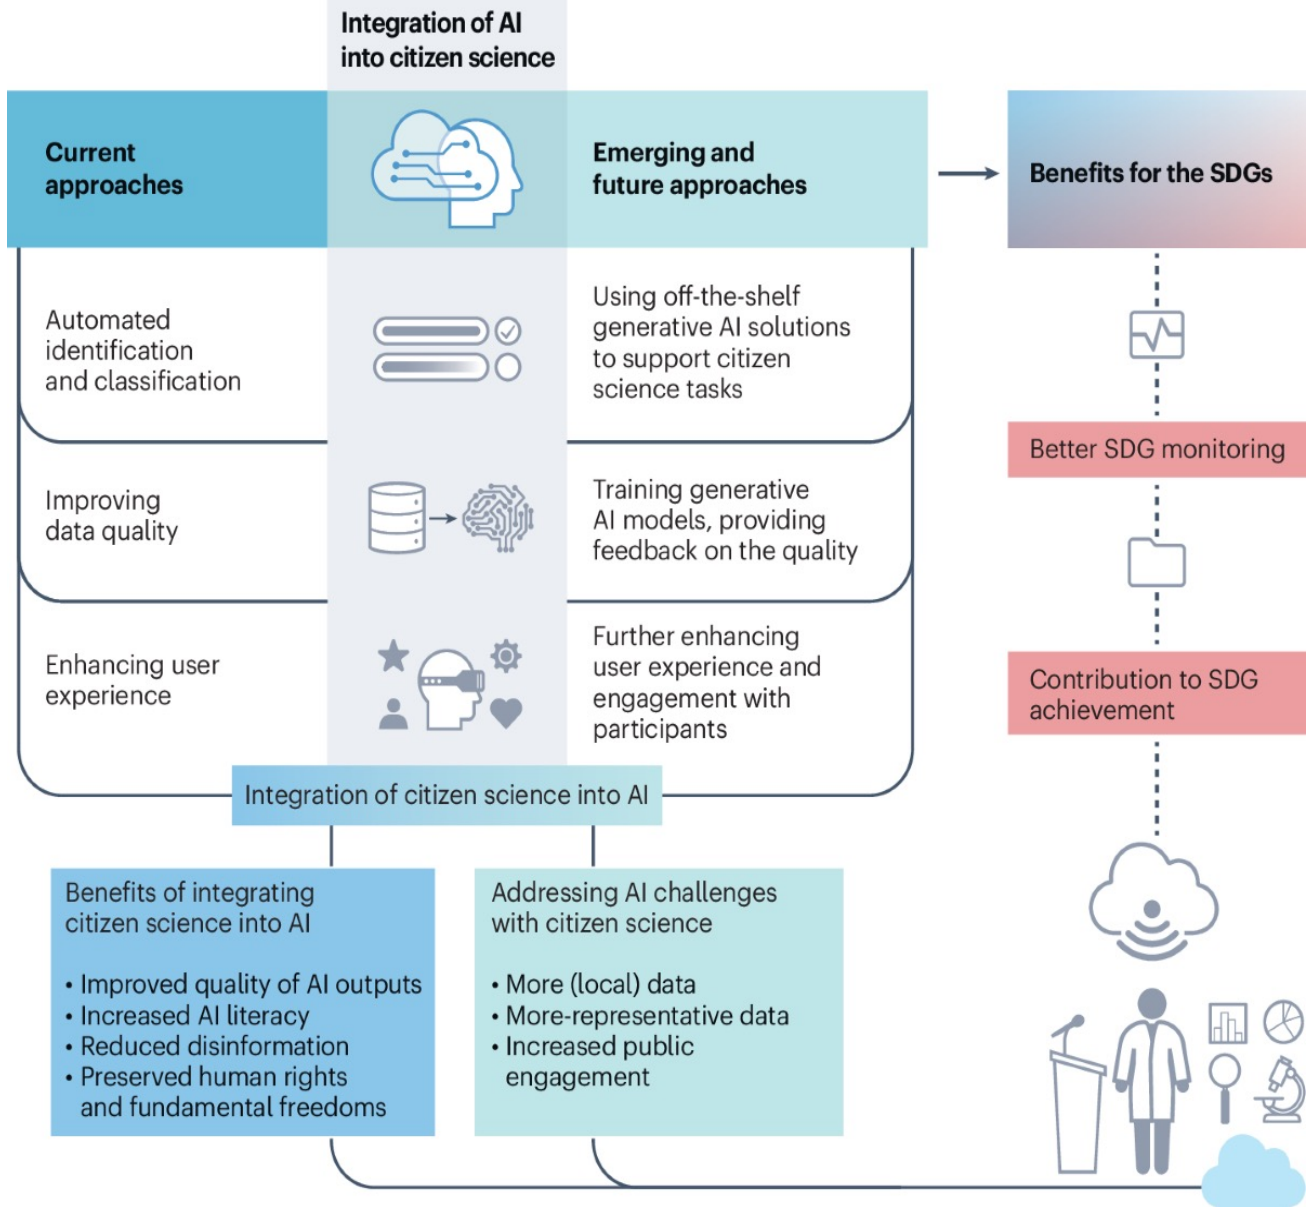 Integration of AI
into citizen science
Current
approaches
Emerging and
future approaches
Benefits for the SDGs
Automated
identification
and classification
Using off-the-shelf
generative AI solutions
to support citizen
science tasks
Improving
data quality
Training generative
AI models, providing
feedback on the quality
Enhancing user
experience
Further enhancing
user experience and
engagement with
participants
Integration of citizen science into AI
Benefits of integrating
citizen science into AI
• Improved quality of AI outputs
• Increased AI literacy
• Reduced disinformation
• Preserved human rights
and fundamental freedoms
Addressing AI challenges
with citizen science
• More (local) data
• More-representative data
• Increased public
engagement
Better SDG monitoring
Contribution to SDG
achievement